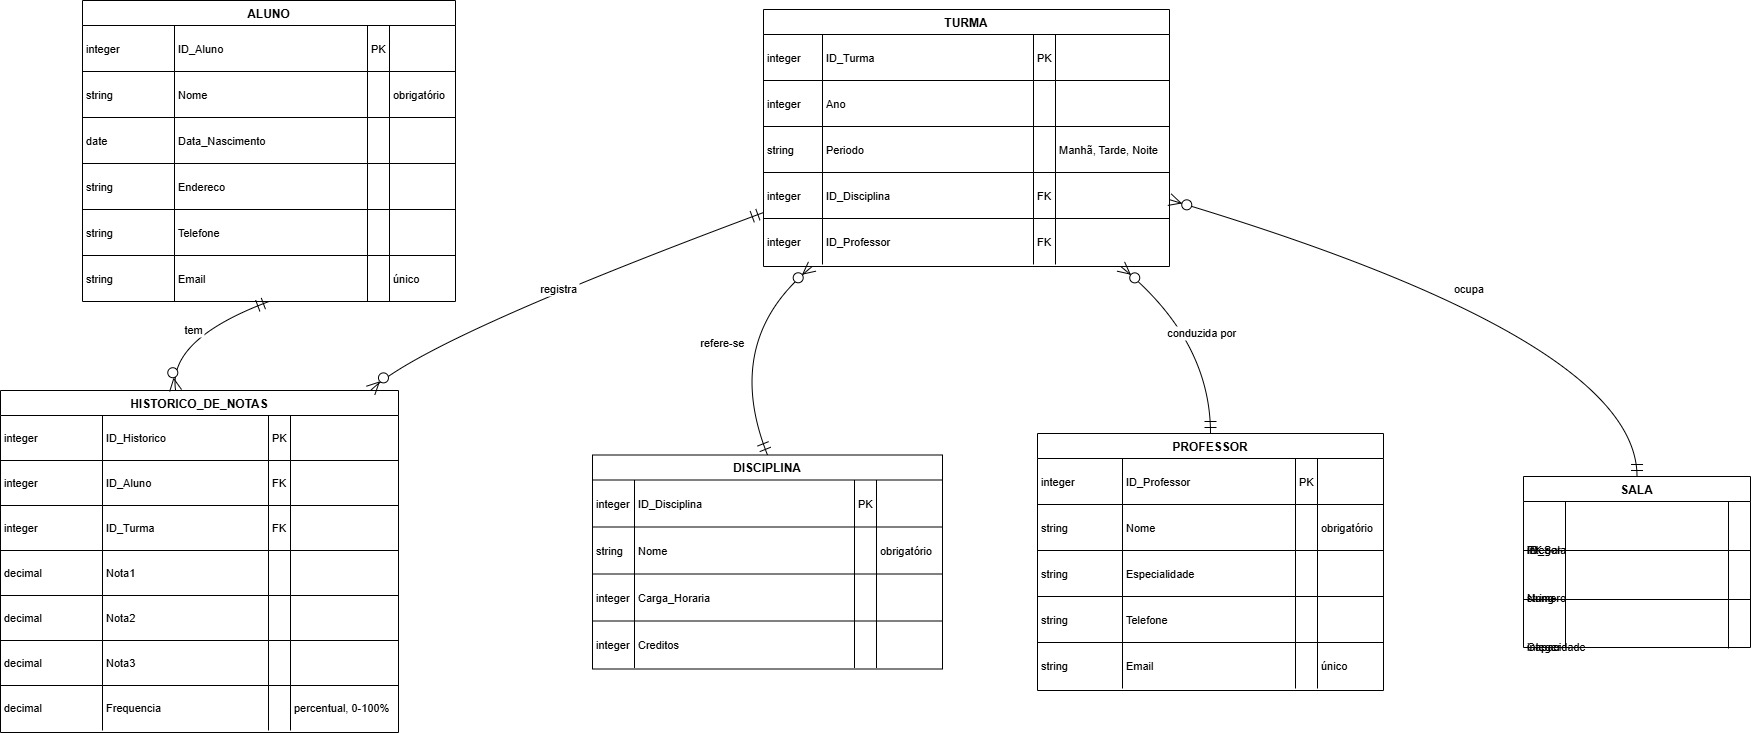 ALUNO
integer ID_Aluno PK
string Nome obrigatório
date Data_Nascimento
string Endereco
string Telefone
string Email único
TURMA
integer ID_Turma PK
integer Ano
string Periodo Manhã, Tarde, Noite
integer ID_Disciplina FK
integer ID_Professor FK
tem
registra
refere-se
conduzida por
ocupa
HISTORICO_DE_NOTAS
integer ID_Historico PK
integer ID_Aluno FK
integer ID_Turma FK
decimal Nota1
decimal Nota2
decimal Nota3
decimal Frequencia percentual, 0-100%
DISCIPLINA
integer ID_Disciplina PK
string Nome obrigatório
integer Carga_Horaria
integer Creditos
PROFESSOR
integer ID_Professor PK
string Nome obrigatório
string Especialidade
string Telefone
string Email único
SALA